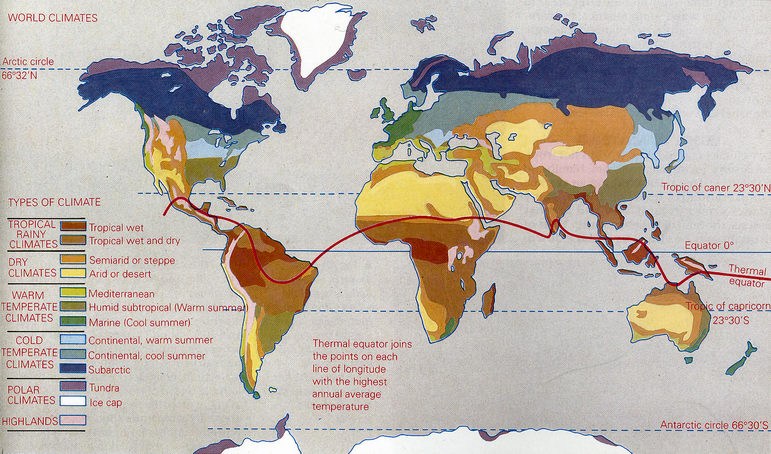 WORLD CLIMATES
Arctic circle
66°32'N
Tropic of caner 23°30'N
Equator 0°
Thermal
equator
Tropic of capricorn
23°30'S
Antarctic circle 66°30'S
Thermal equator joins
the points on each
line of longitude
with the highest
annual average
temperature
TYPES OF CLIMATE
TROPICAL
RAINY
CLIMATES
Tropical wet
Tropical wet and dry
DRY
CLIMATES
Semiarid or steppe
Arid or desert
WARM
TEMPERATE
CLIMATES
Mediterranean
Humid subtropical (Warm summer)
Marine (Cool summer)
COLD
TEMPERATE
CLIMATES
Continental, warm summer
Continental, cool summer
Subarctic
POLAR
CLIMATES
Tundra
Ice cap
HIGHLANDS